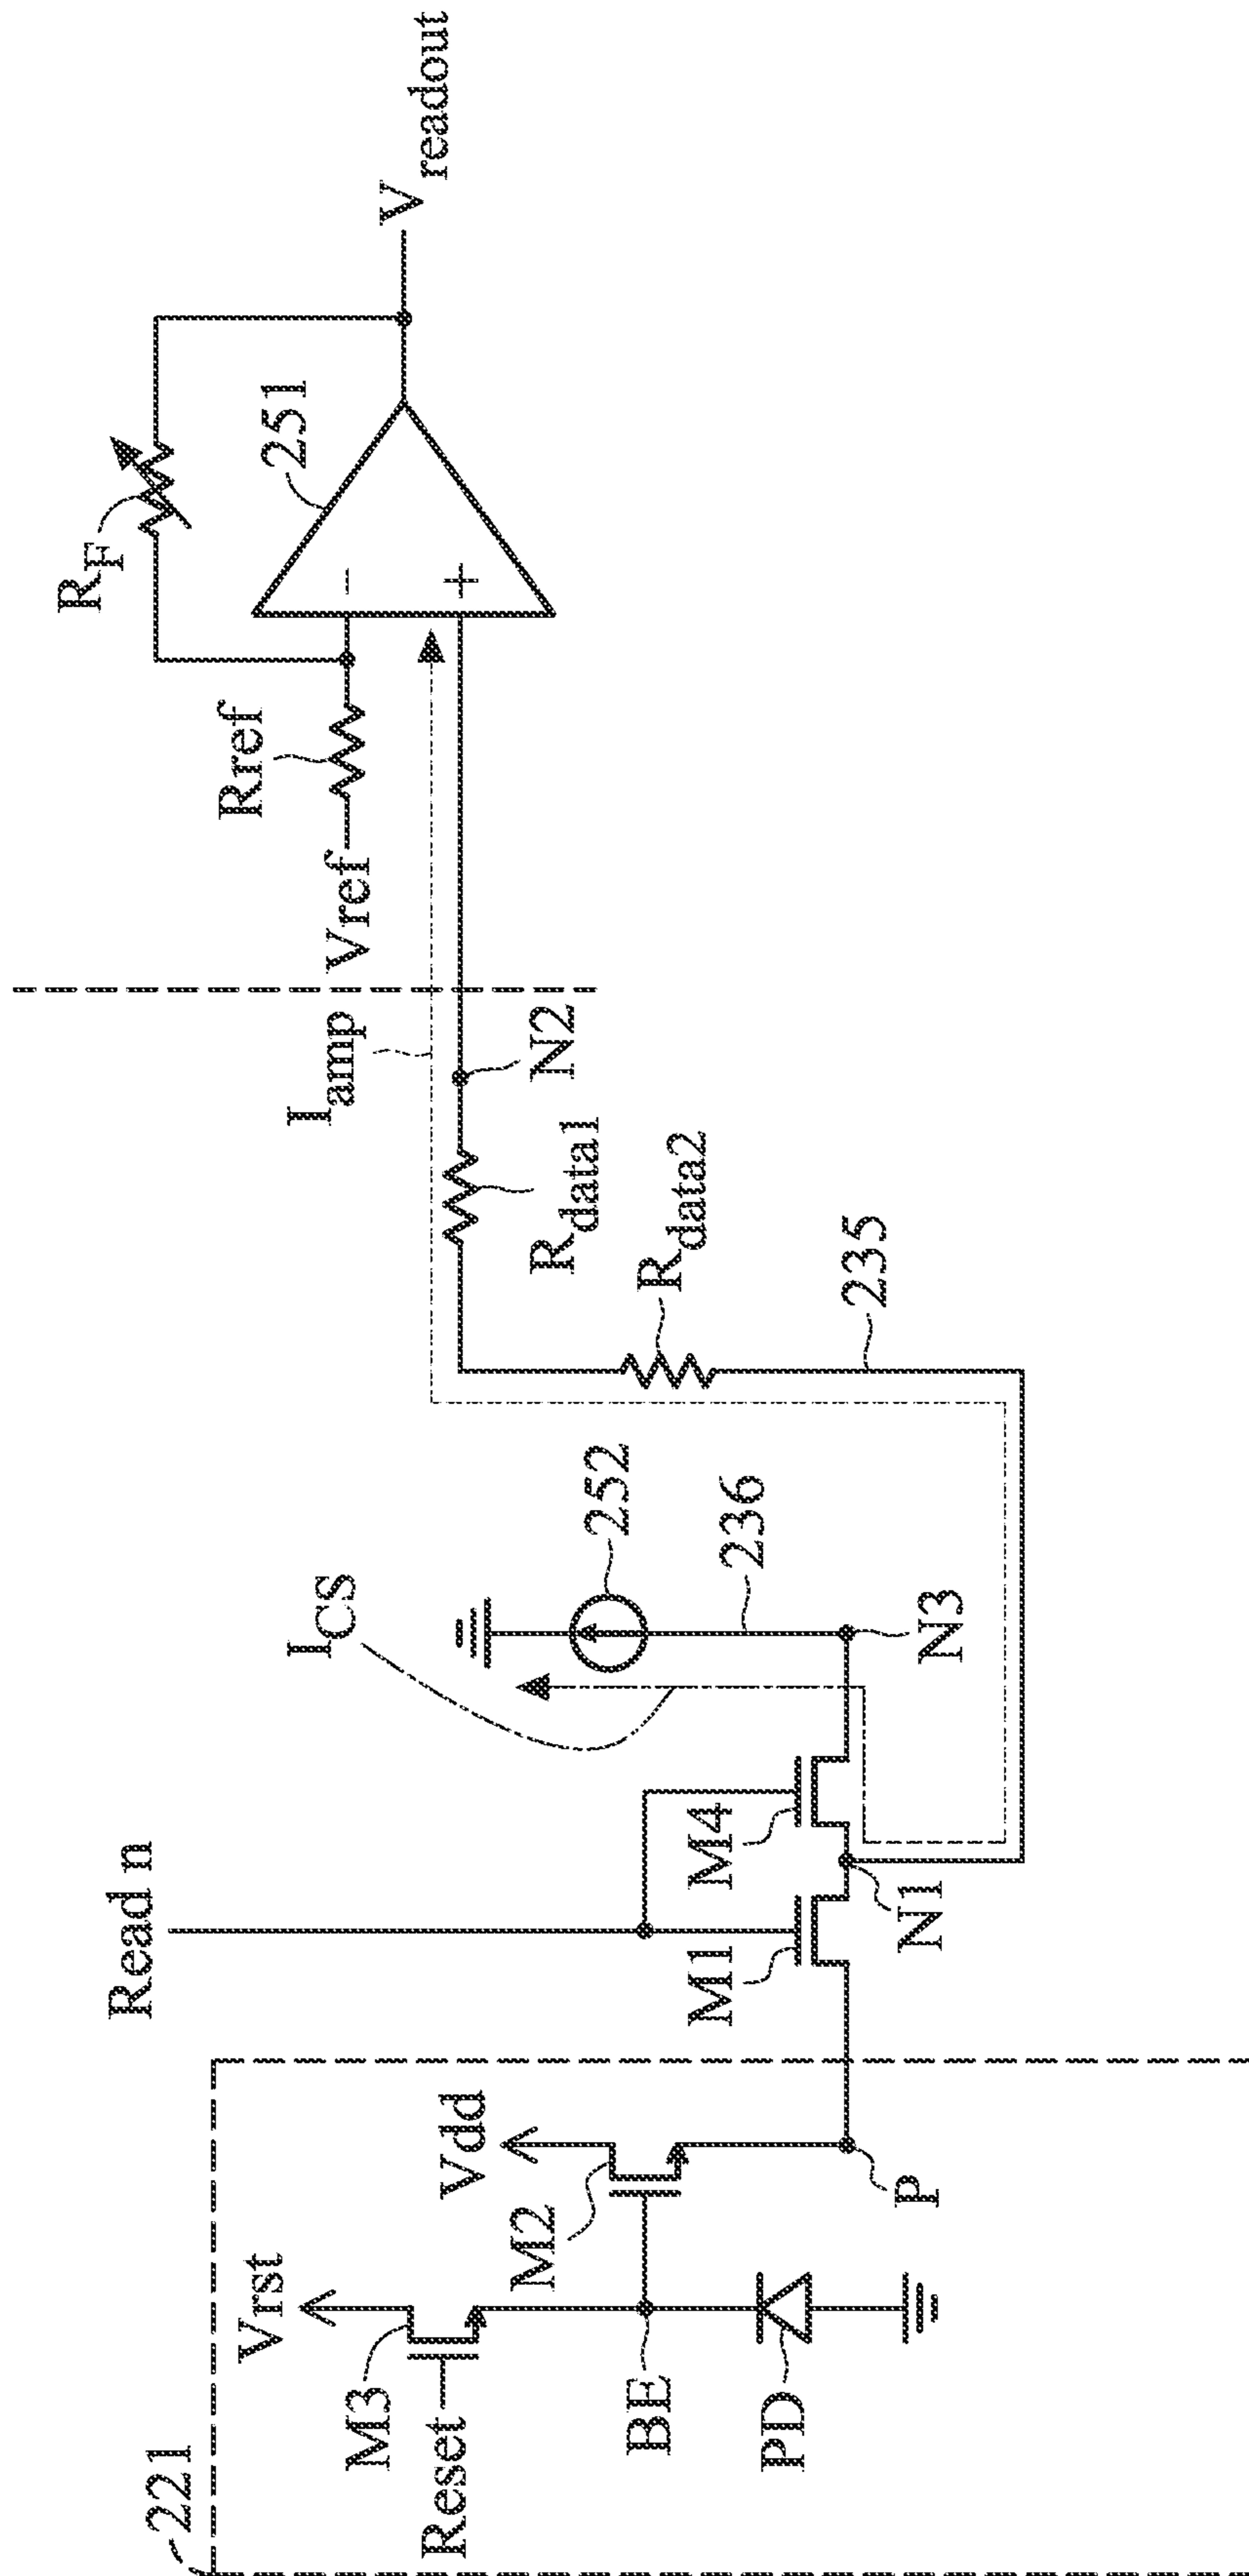 221
Vrst
M3
Reset
Vdd
M2
BE
PD
P
Read n
M1
M4
N1
N3
ICS
252
236
235
Rdata2
Rdata1
N2
Iamp
Vref
Rref
RF
251
−
+
Vreadout